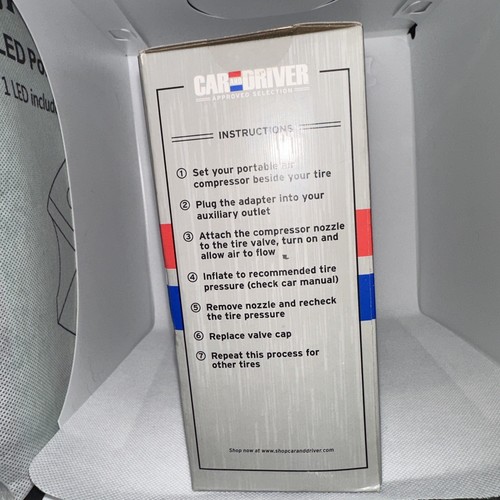 LED Po
1 LED includ
CAR AND DRIVER
APPROVED SELECTION
INSTRUCTIONS
① Set your portable air
compressor beside your tire
② Plug the adapter into your
auxiliary outlet
③ Attach the compressor nozzle
to the tire valve, turn on and
allow air to flow
④ Inflate to recommended tire
pressure (check car manual)
⑤ Remove nozzle and recheck
the tire pressure
⑥ Replace valve cap
⑦ Repeat this process for
other tires
Shop now at www.shopcaranddriver.com